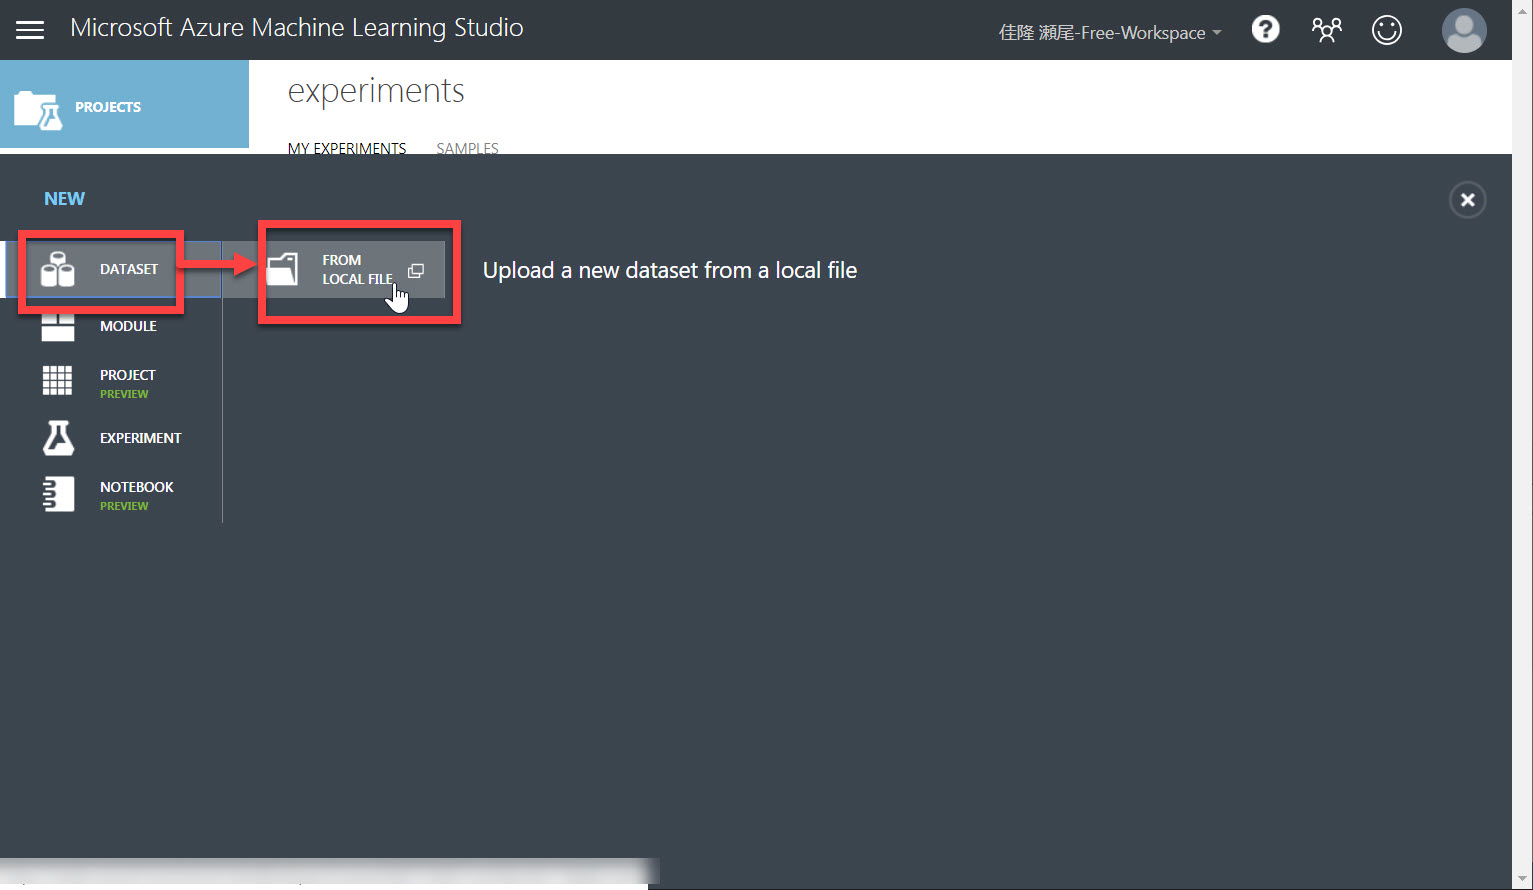 Microsoft Azure Machine Learning Studio
佳隆 瀬尾-Free-Workspace
?
PROJECTS
experiments
MY EXPERIMENTS
SAMPLES
NEW
DATASET
FROM
LOCAL FILE
Upload a new dataset from a local file
MODULE
PROJECT
PREVIEW
EXPERIMENT
NOTEBOOK
PREVIEW